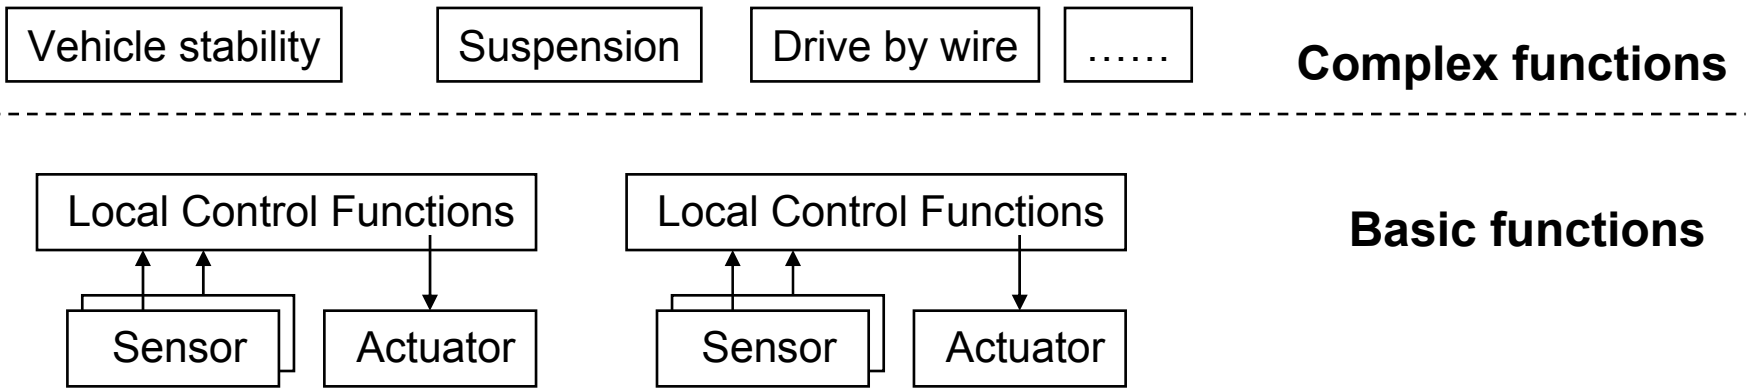 Vehicle stability
Suspension
Drive by wire
......
Complex functions
Local Control Functions
Local Control Functions
Basic functions
Sensor
Actuator
Sensor
Actuator